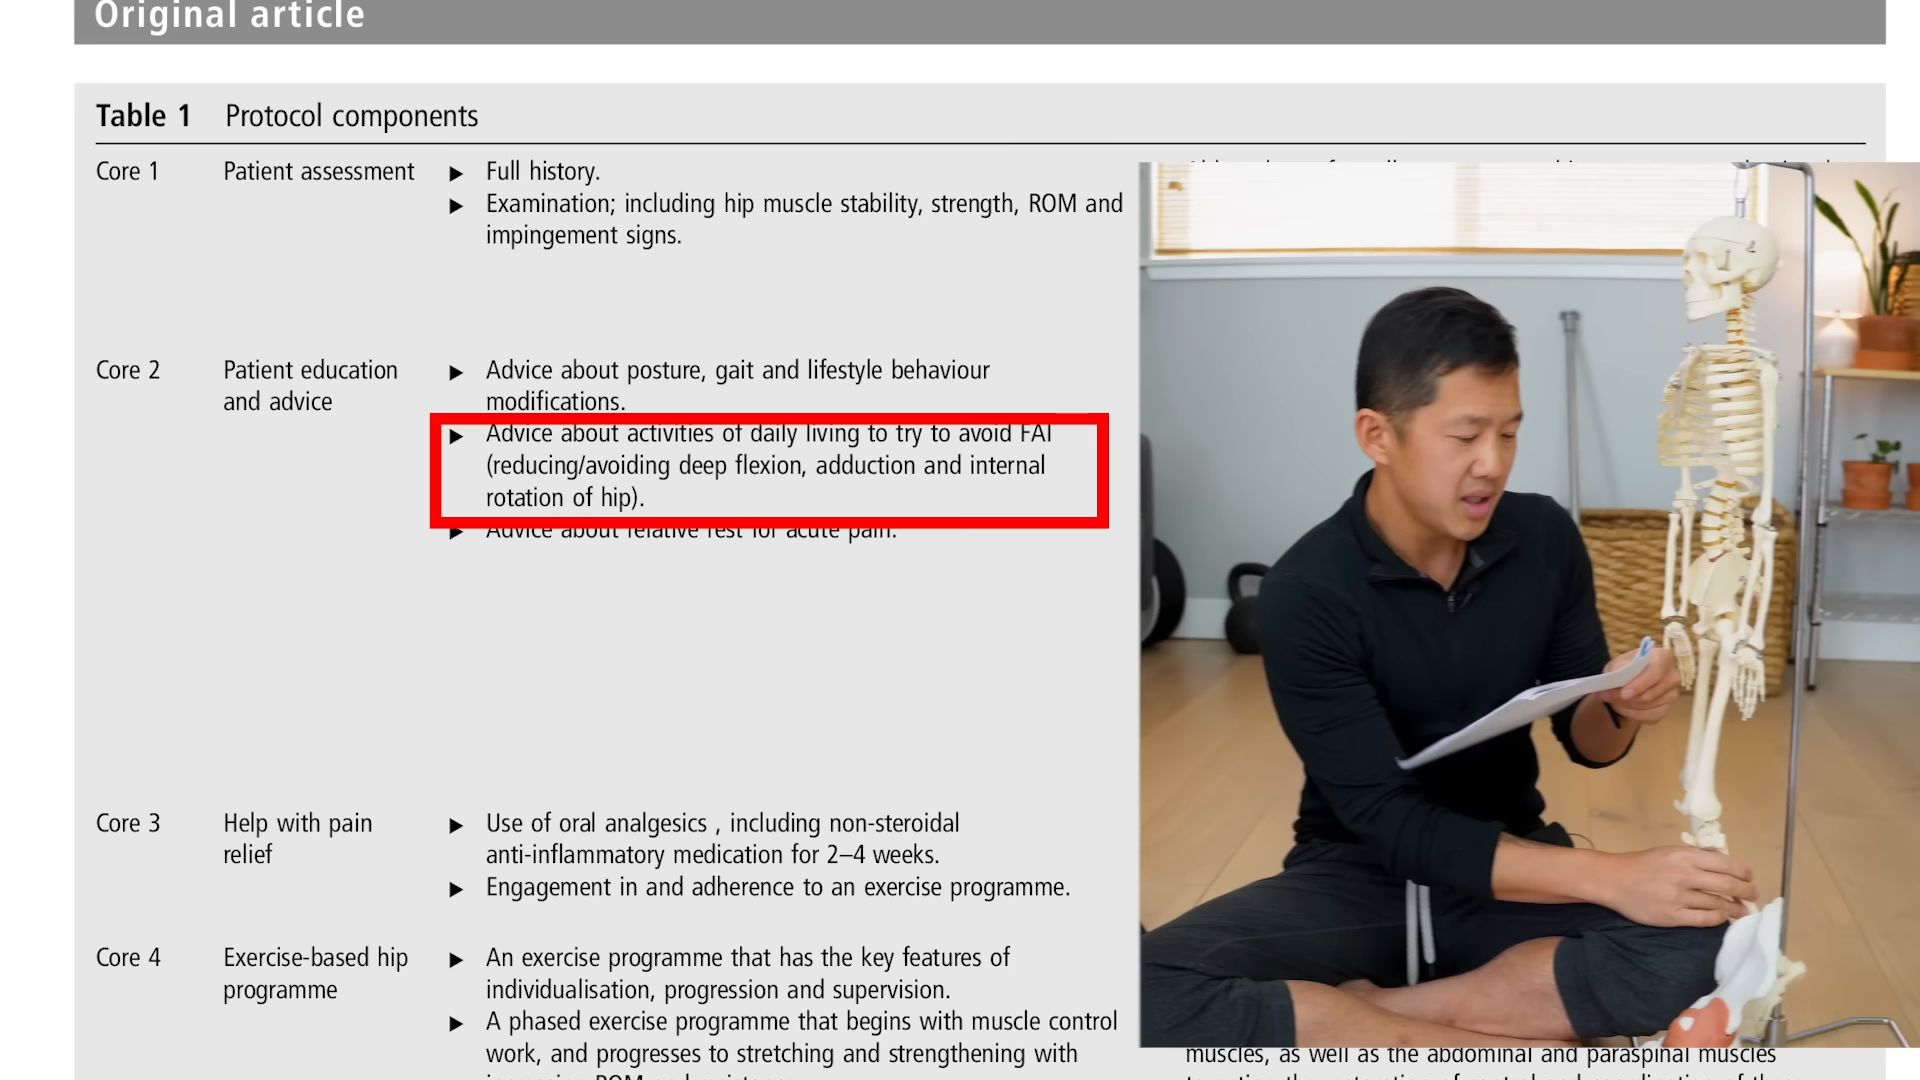 Original article
Table 1 Protocol components
Core 1 Patient assessment ► Full history.
► Examination; including hip muscle stability, strength, ROM and
impingement signs.
Core 2 Patient education ► Advice about posture, gait and lifestyle behaviour
and advice modifications.
► Advice about activities of daily living to try to avoid FAI
(reducing/avoiding deep flexion, adduction and internal
rotation of hip).
► Advice about relative rest for acute pain.
Core 3 Help with pain ► Use of oral analgesics , including non-steroidal
relief anti-inflammatory medication for 2–4 weeks.
► Engagement in and adherence to an exercise programme.
Core 4 Exercise-based hip ► An exercise programme that has the key features of
programme individualisation, progression and supervision.
► A phased exercise programme that begins with muscle control
work, and progresses to stretching and strengthening with
muscles, as well as the abdominal and paraspinal muscles